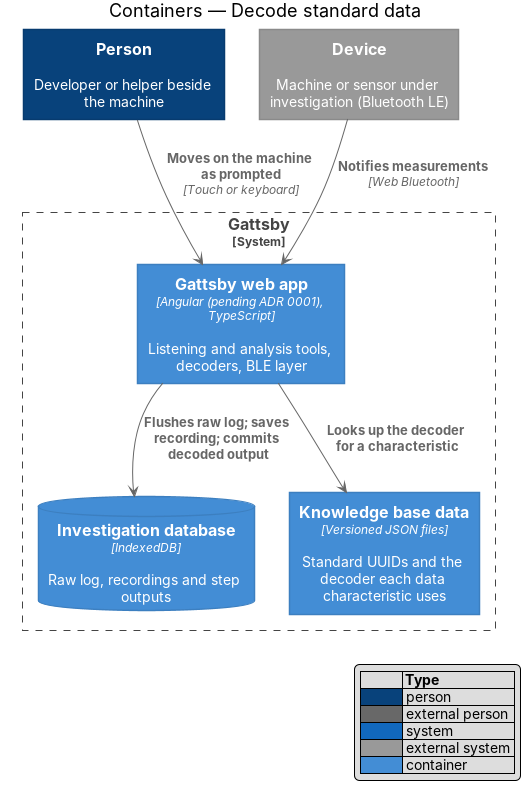 Containers — Decode standard data
Person
Developer or helper beside
the machine
Device
Machine or sensor under
investigation (Bluetooth LE)
Moves on the machine
as prompted
[Touch or keyboard]
Notifies measurements
[Web Bluetooth]
Gattsby
[System]
Gattsby web app
[Angular (pending ADR 0001),
TypeScript]
Listening and analysis tools,
decoders, BLE layer
Flushes raw log; saves
recording; commits
decoded output
Looks up the decoder
for a characteristic
Investigation database
[IndexedDB]
Raw log, recordings and step
outputs
Knowledge base data
[Versioned JSON files]
Standard UUIDs and the
decoder each data
characteristic uses
Type
person
external person
system
external system
container